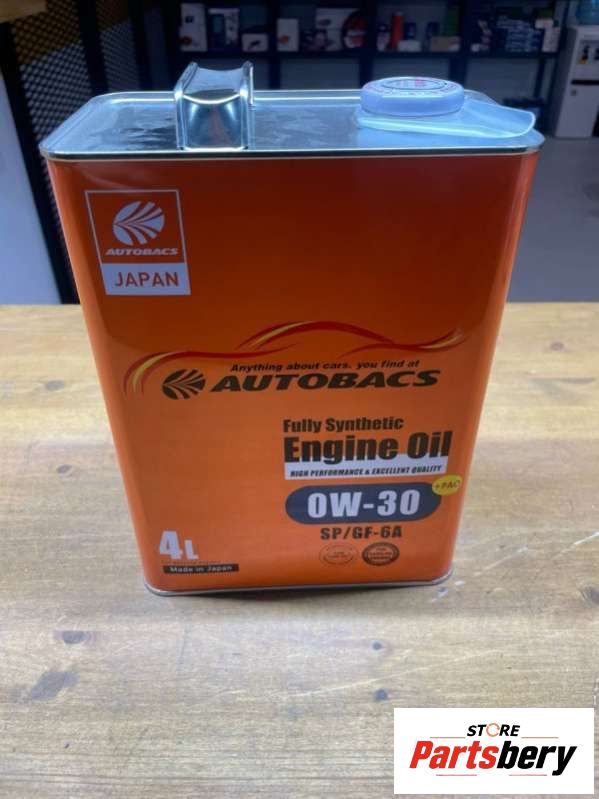 AUTOBACS
JAPAN
Anything about cars, you find at
AUTOBACS
Fully Synthetic
Engine Oil
HIGH PERFORMANCE & EXCELLENT QUALITY
+PAO
0W-30
SP/GF-6A
4L
Made in Japan
STORE
Partsbery